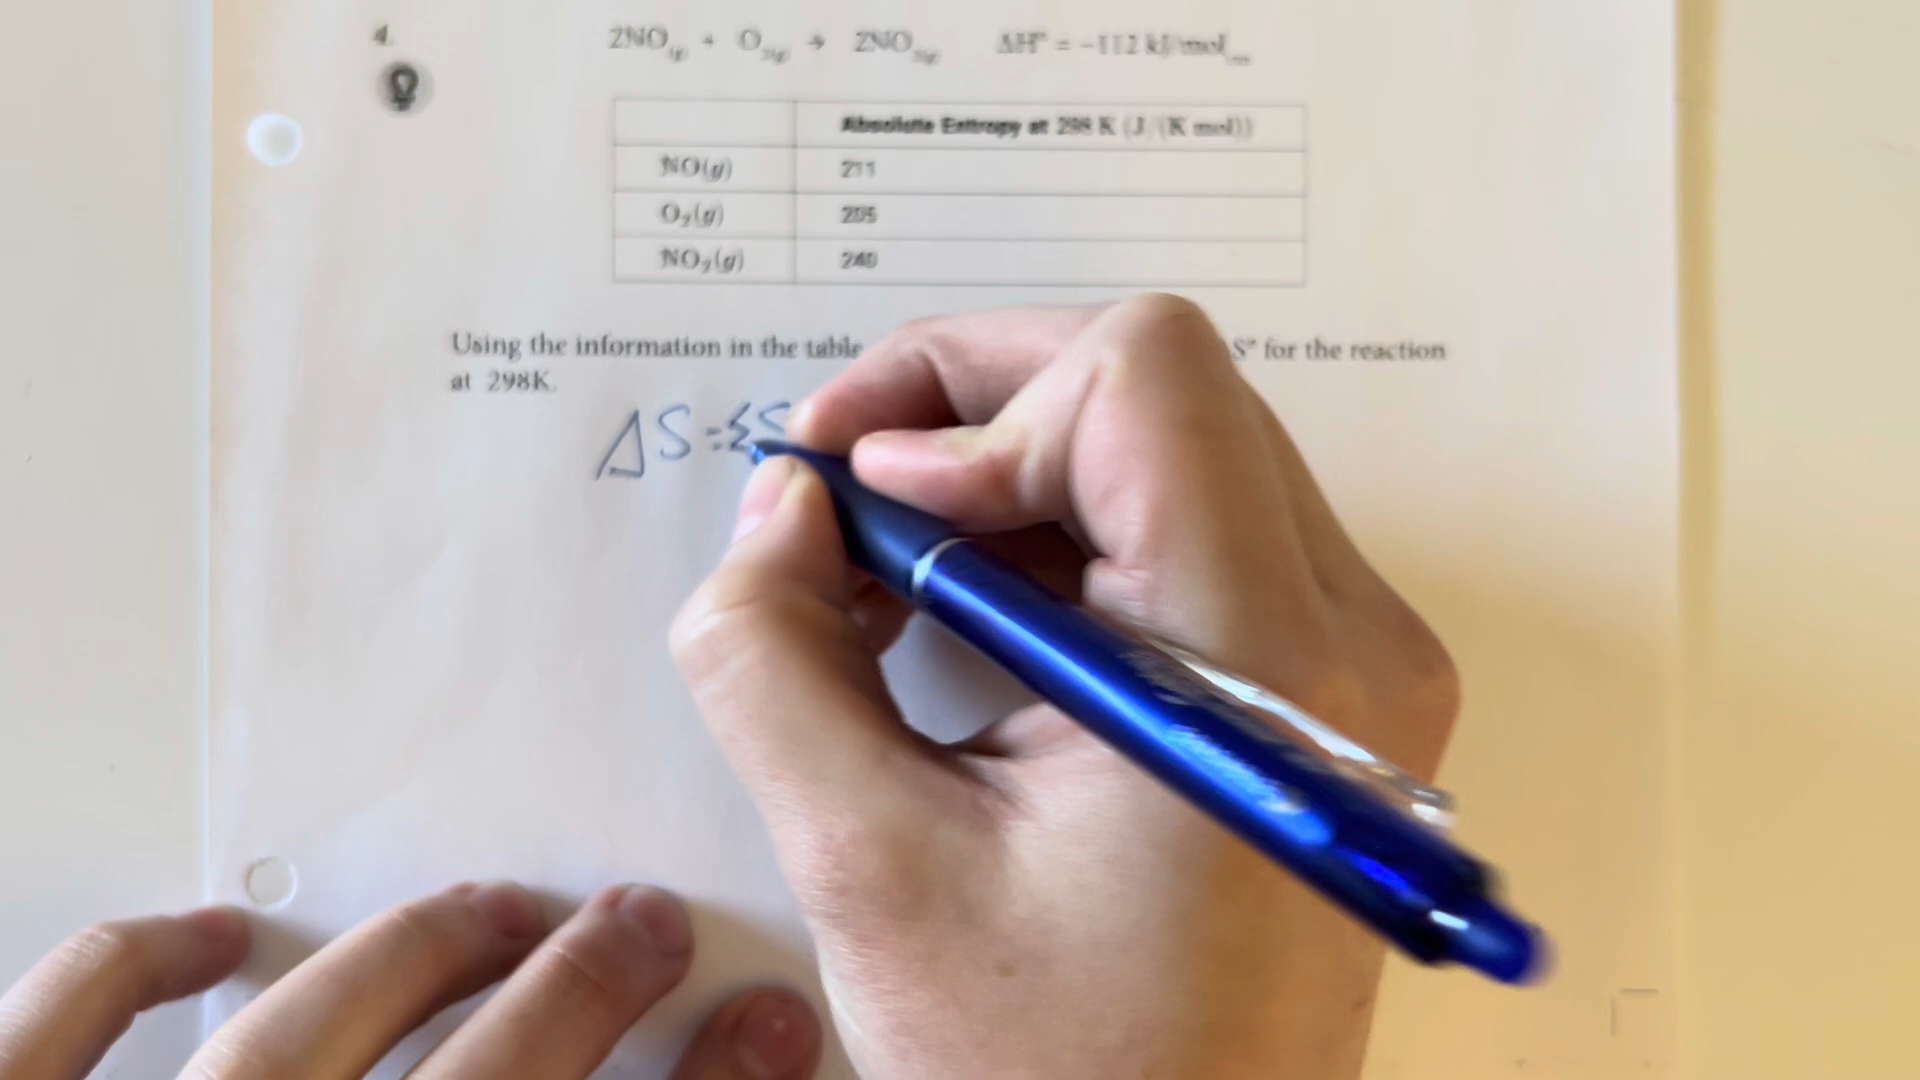 4.
2NO(g) + O2(g) → 2NO2(g) ΔH° = -112 kJ/mol
Absolute Entropy at 298 K (J/(K mol))
NO(g) 211
O2(g) 205
NO2(g) 240
Using the information in the table S° for the reaction
at 298K.
ΔS=ΣS